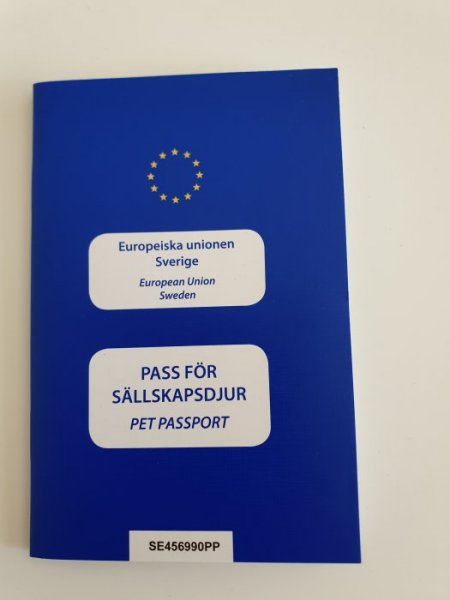 Europeiska unionen
Sverige
European Union
Sweden
PASS FÖR
SÄLLSKAPSDJUR
PET PASSPORT
SE456990PP